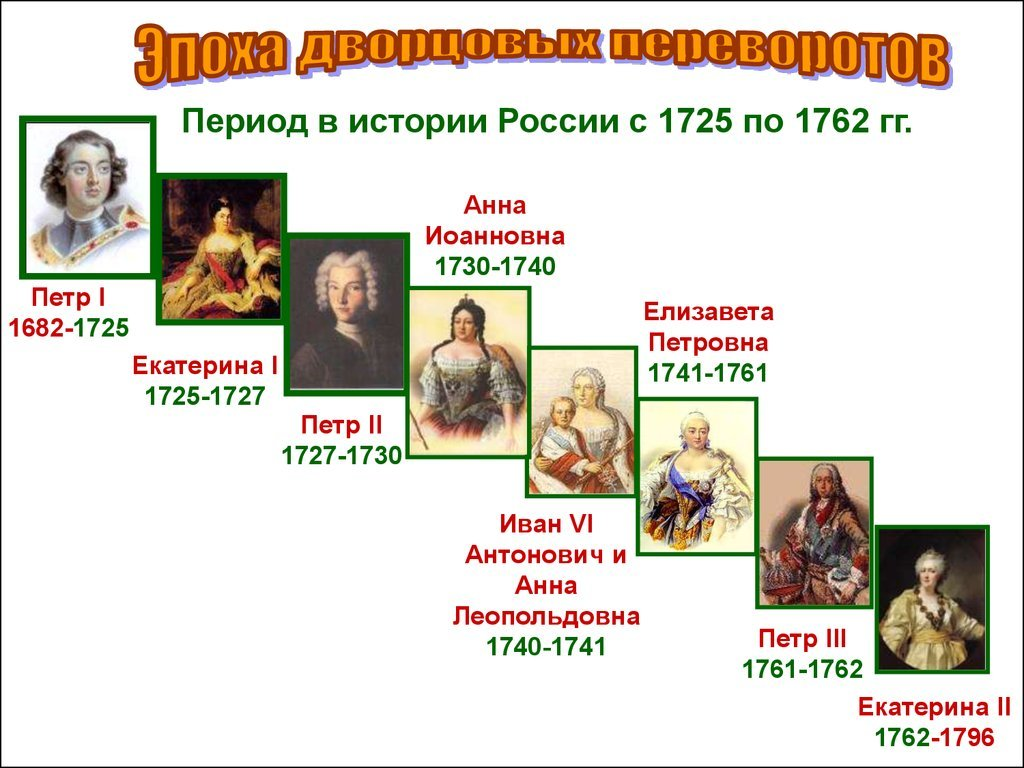 Эпоха дворцовых переворотов
Период в истории России с 1725 по 1762 гг.
Петр I
1682-1725
Екатерина I
1725-1727
Петр II
1727-1730
Анна
Иоанновна
1730-1740
Иван VI
Антонович и
Анна
Леопольдовна
1740-1741
Елизавета
Петровна
1741-1761
Петр III
1761-1762
Екатерина II
1762-1796